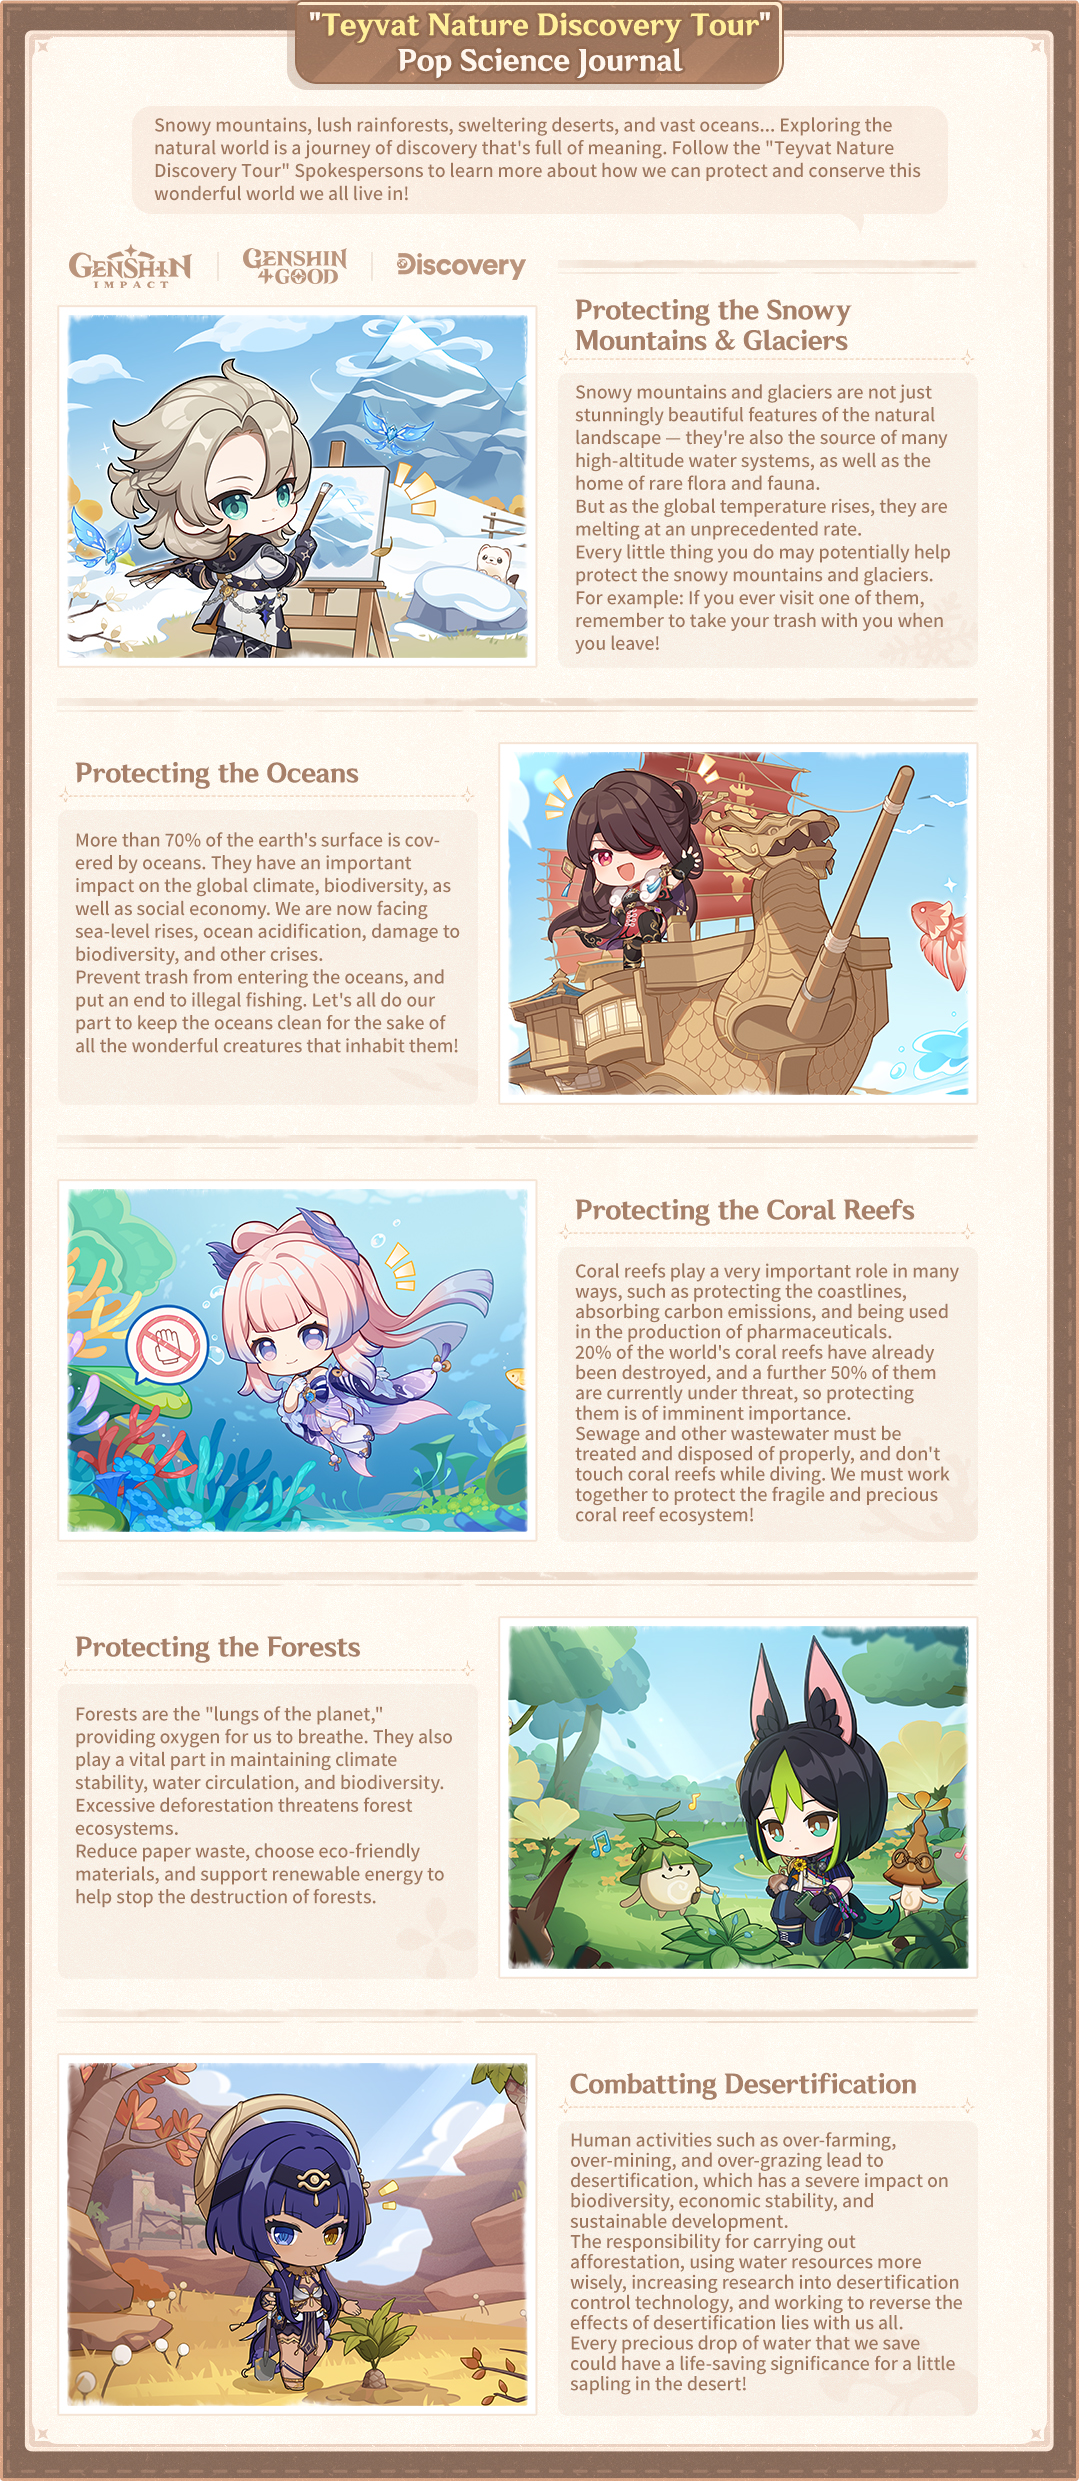 "Teyvat Nature Discovery Tour"
Pop Science Journal
Snowy mountains, lush rainforests, sweltering deserts, and vast oceans... Exploring the
natural world is a journey of discovery that's full of meaning. Follow the "Teyvat Nature
Discovery Tour" Spokespersons to learn more about how we can protect and conserve this
wonderful world we all live in!
GENSHIN
IMPACT
GENSHIN
4GOOD
Discovery
Protecting the Snowy
Mountains & Glaciers
Snowy mountains and glaciers are not just
stunningly beautiful features of the natural
landscape — they're also the source of many
high-altitude water systems, as well as the
home of rare flora and fauna.
But as the global temperature rises, they are
melting at an unprecedented rate.
Every little thing you do may potentially help
protect the snowy mountains and glaciers.
For example: If you ever visit one of them,
remember to take your trash with you when
you leave!
Protecting the Oceans
More than 70% of the earth's surface is cov-
ered by oceans. They have an important
impact on the global climate, biodiversity, as
well as social economy. We are now facing
sea-level rises, ocean acidification, damage to
biodiversity, and other crises.
Prevent trash from entering the oceans, and
put an end to illegal fishing. Let's all do our
part to keep the oceans clean for the sake of
all the wonderful creatures that inhabit them!
Protecting the Coral Reefs
Coral reefs play a very important role in many
ways, such as protecting the coastlines,
absorbing carbon emissions, and being used
in the production of pharmaceuticals.
20% of the world's coral reefs have already
been destroyed, and a further 50% of them
are currently under threat, so protecting
them is of imminent importance.
Sewage and other wastewater must be
treated and disposed of properly, and don't
touch coral reefs while diving. We must work
together to protect the fragile and precious
coral reef ecosystem!
Protecting the Forests
Forests are the "lungs of the planet,"
providing oxygen for us to breathe. They also
play a vital part in maintaining climate
stability, water circulation, and biodiversity.
Excessive deforestation threatens forest
ecosystems.
Reduce paper waste, choose eco-friendly
materials, and support renewable energy to
help stop the destruction of forests.
Combatting Desertification
Human activities such as over-farming,
over-mining, and over-grazing lead to
desertification, which has a severe impact on
biodiversity, economic stability, and
sustainable development.
The responsibility for carrying out
afforestation, using water resources more
wisely, increasing research into desertification
control technology, and working to reverse the
effects of desertification lies with us all.
Every precious drop of water that we save
could have a life-saving significance for a little
sapling in the desert!